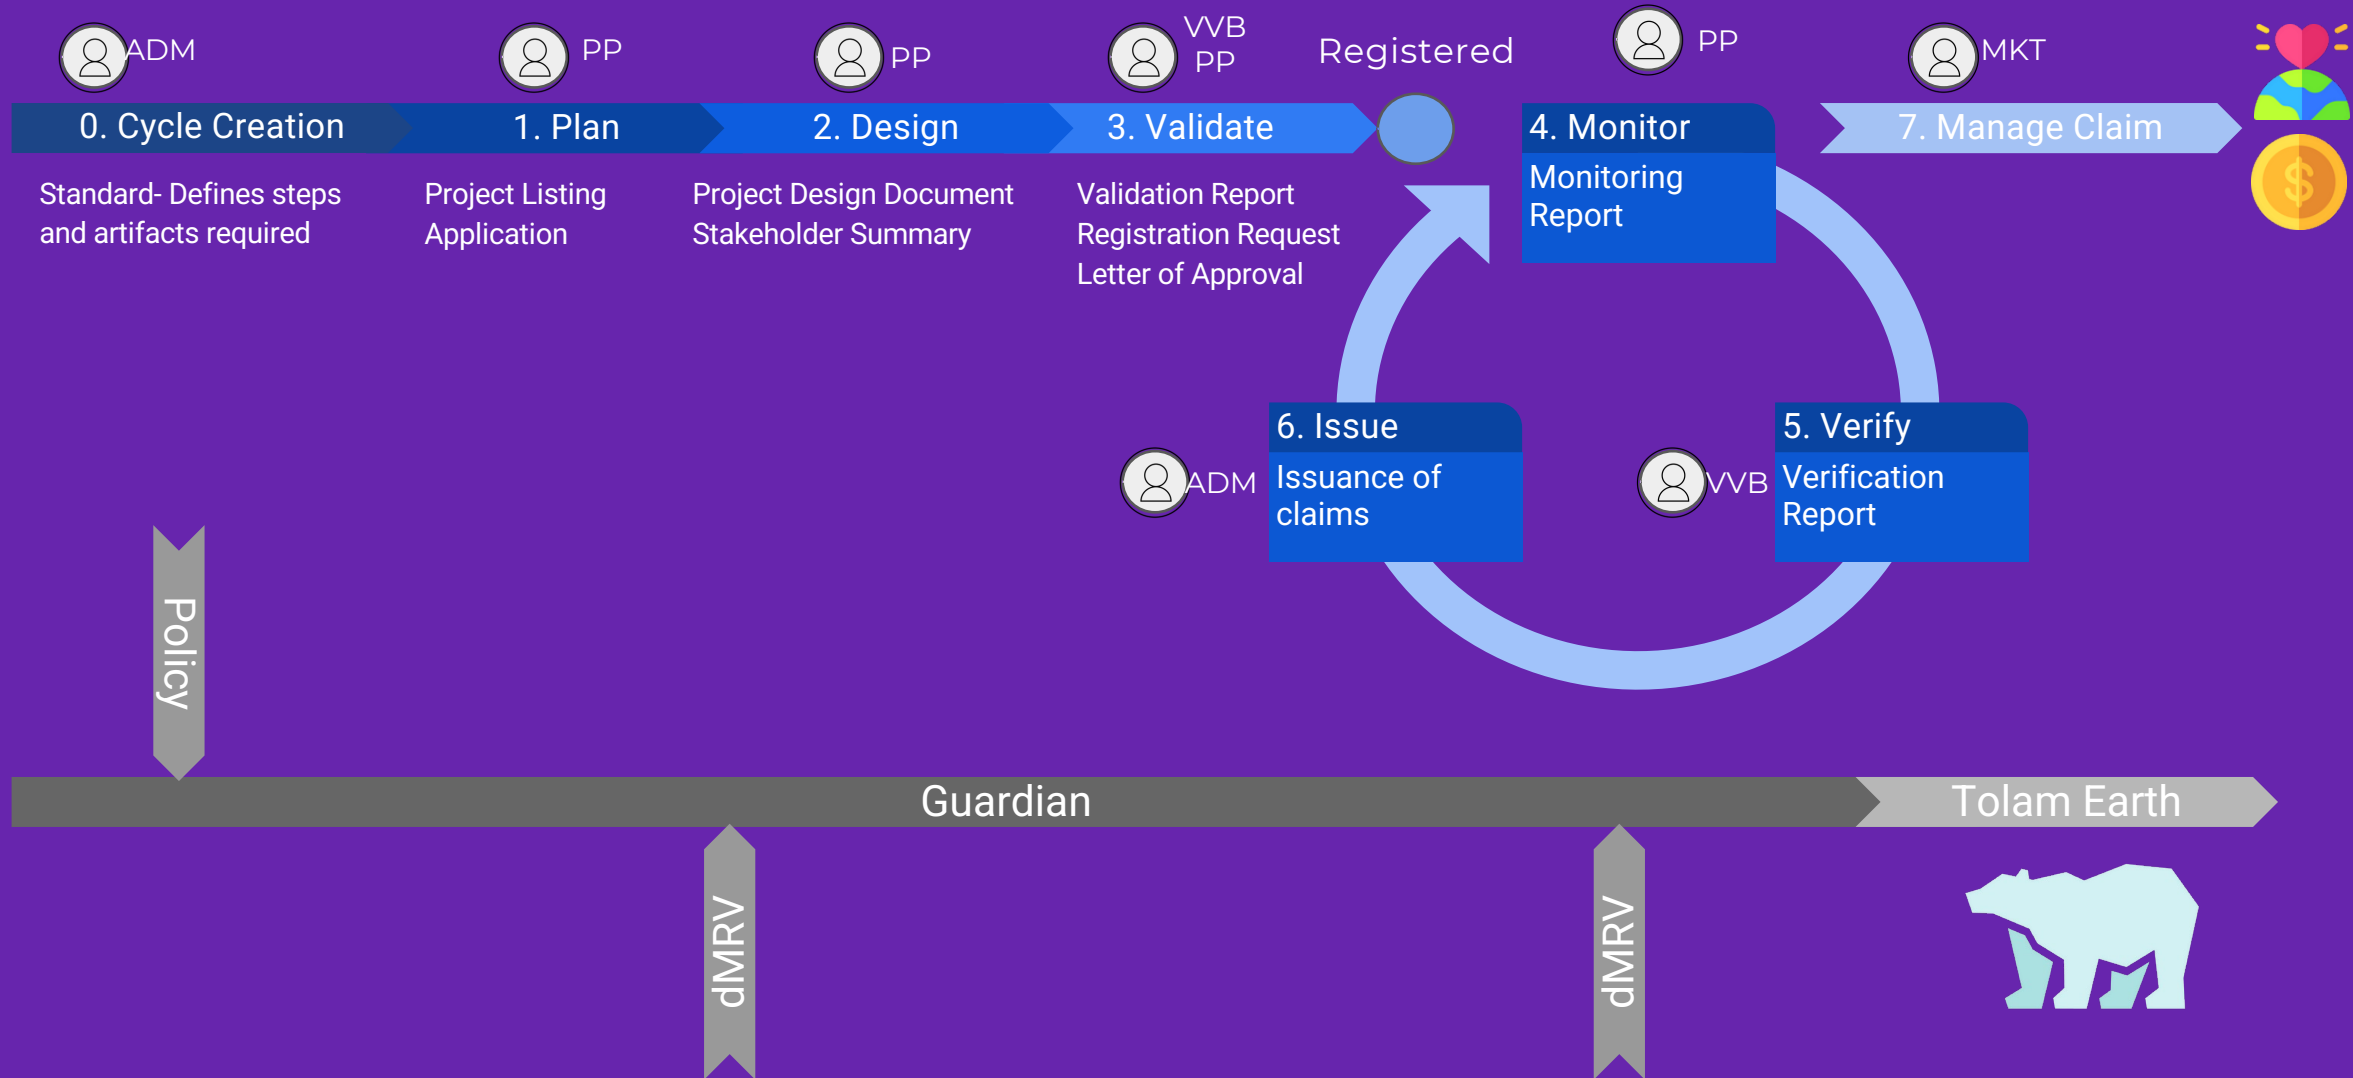 ADM
PP
PP
VVB
PP
Registered
PP
MKT
0. Cycle Creation
1. Plan
2. Design
3. Validate
4. Monitor
7. Manage Claim
Standard- Defines steps
and artifacts required
Project Listing
Application
Project Design Document
Stakeholder Summary
Validation Report
Registration Request
Letter of Approval
Monitoring
Report
ADM
6. Issue
Issuance of
claims
VVB
5. Verify
Verification
Report
Policy
Guardian
Tolam Earth
dMRV
dMRV
$